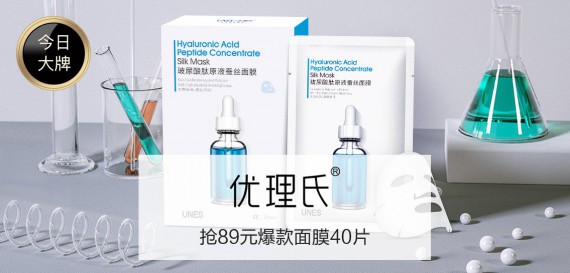 今日
大牌
Hyaluronic Acid
Peptide Concentrate
Silk Mask
玻尿酸肽原液蚕丝面膜
UNES
Hyaluronic Acid
Peptide Concentrate
Silk Mask
玻尿酸肽原液蚕丝面膜
UNES
优理氏®
抢89元爆款面膜40片